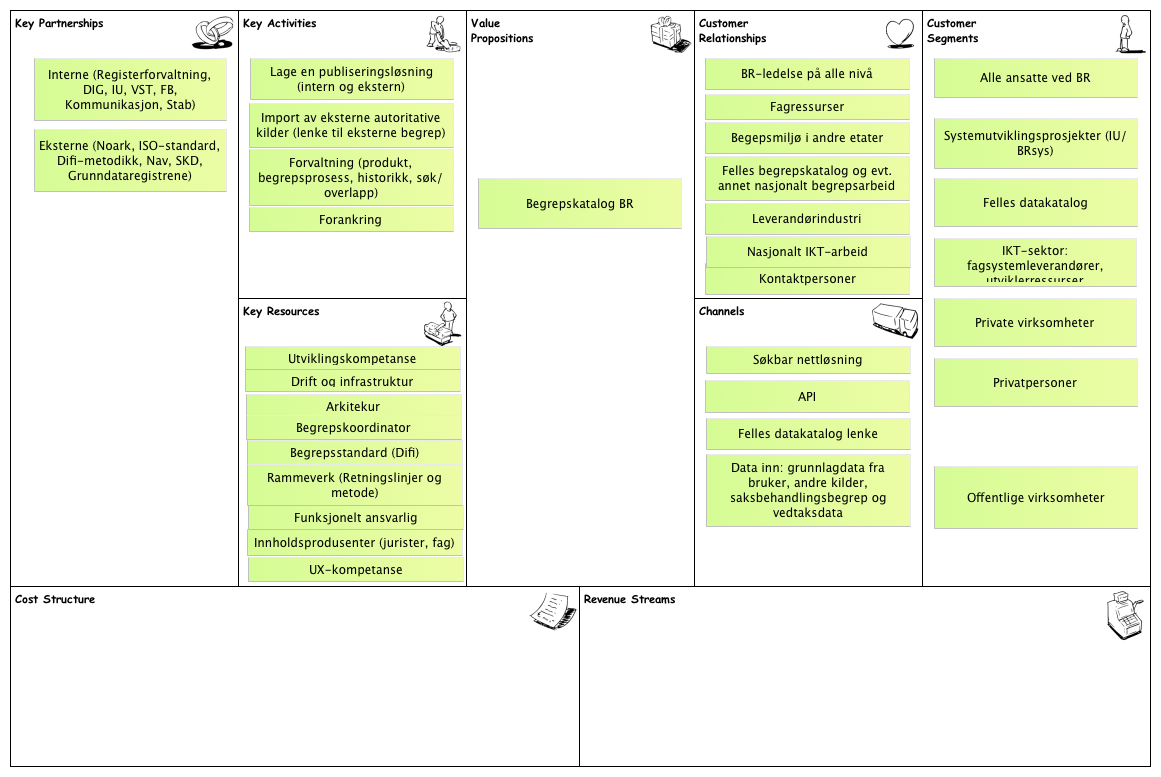 Key Partnerships
Interne (Registerforvaltning,
DIG, IU, VST, FB,
Kommunikasjon, Stab)
Eksterne (Noark, ISO-standard,
Difi-metodikk, Nav, SKD,
Grunndataregistrene)
Key Activities
Lage en publiseringsløsning
(intern og ekstern)
Import av eksterne autoritative
kilder (lenke til eksterne begrep)
Forvaltning (produkt,
begrepsprosess, historikk, søk/
overlapp)
Forankring
Key Resources
Utviklingskompetanse
Drift og infrastruktur
Arkitekur
Begrepskoordinator
Begrepsstandard (Difi)
Rammeverk (Retningslinjer og
metode)
Funksjonelt ansvarlig
Innholdsprodusenter (jurister, fag)
UX-kompetanse
Value
Propositions
Begrepskatalog BR
Customer
Relationships
BR-ledelse på alle nivå
Fagressurser
Begepsmiljø i andre etater
Felles begrepskatalog og evt.
annet nasjonalt begrepsarbeid
Leverandørindustri
Nasjonalt IKT-arbeid
Kontaktpersoner
Channels
Søkbar nettløsning
API
Felles datakatalog lenke
Data inn: grunnlagdata fra
bruker, andre kilder,
saksbehandlingsbegrep og
vedtaksdata
Customer
Segments
Alle ansatte ved BR
Systemutviklingsprosjekter (IU/
BRsys)
Felles datakatalog
IKT-sektor:
fagsystemleverandører,
utviklerressurser
Private virksomheter
Privatpersoner
Offentlige virksomheter
Cost Structure
Revenue Streams